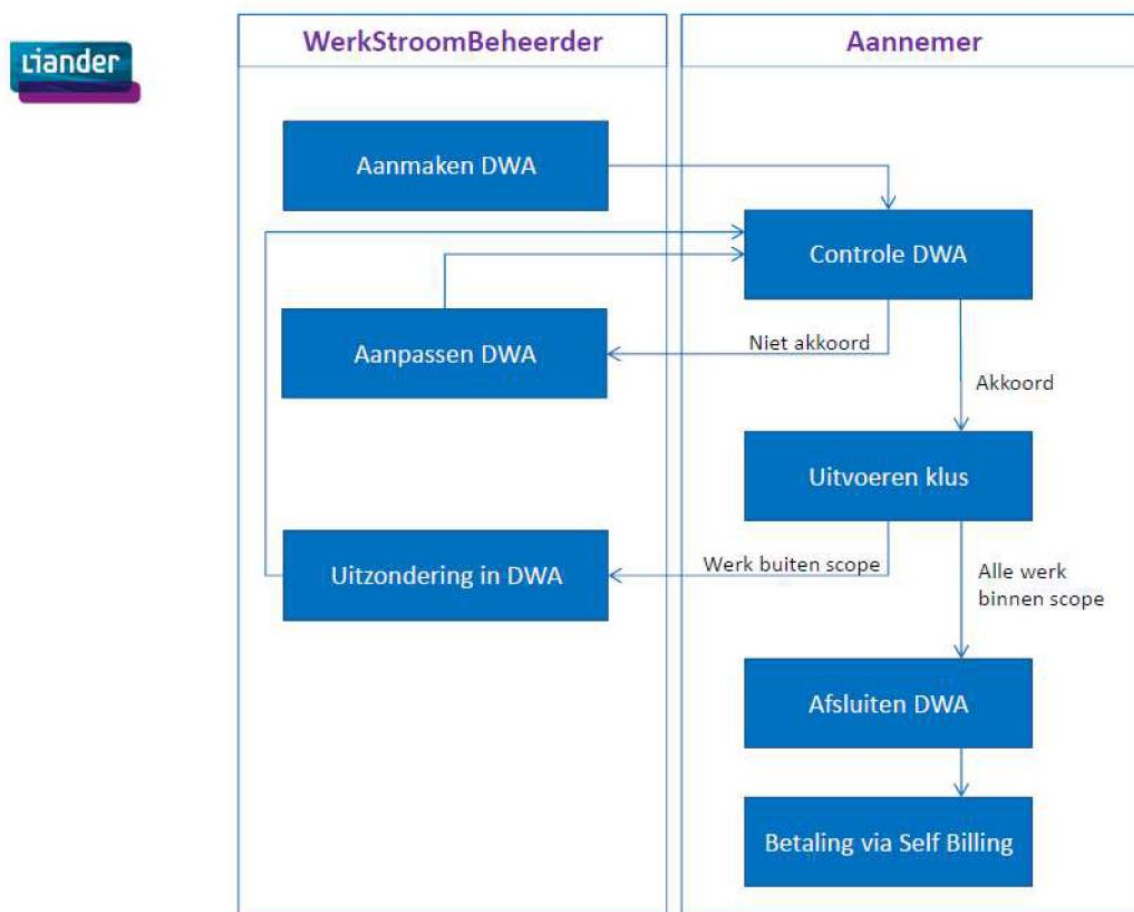 liander
WerkStroomBeheerder
Aannemer
Aanmaken DWA
Controle DWA
Niet akkoord
Aanpassen DWA
Akkoord
Uitvoeren klus
Werk buiten scope
Uitzondering in DWA
Alle werk
binnen scope
Afsluiten DWA
Betaling via Self Billing